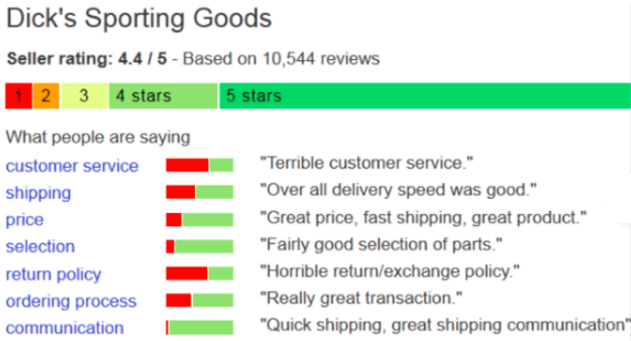 Dick's Sporting Goods
Seller rating: 4.4 / 5 - Based on 10,544 reviews
1 2 3 4 stars 5 stars
What people are saying
customer service "Terrible customer service."
shipping "Over all delivery speed was good."
price "Great price, fast shipping, great product."
selection "Fairly good selection of parts."
return policy "Horrible return/exchange policy."
ordering process "Really great transaction."
communication "Quick shipping, great shipping communication"